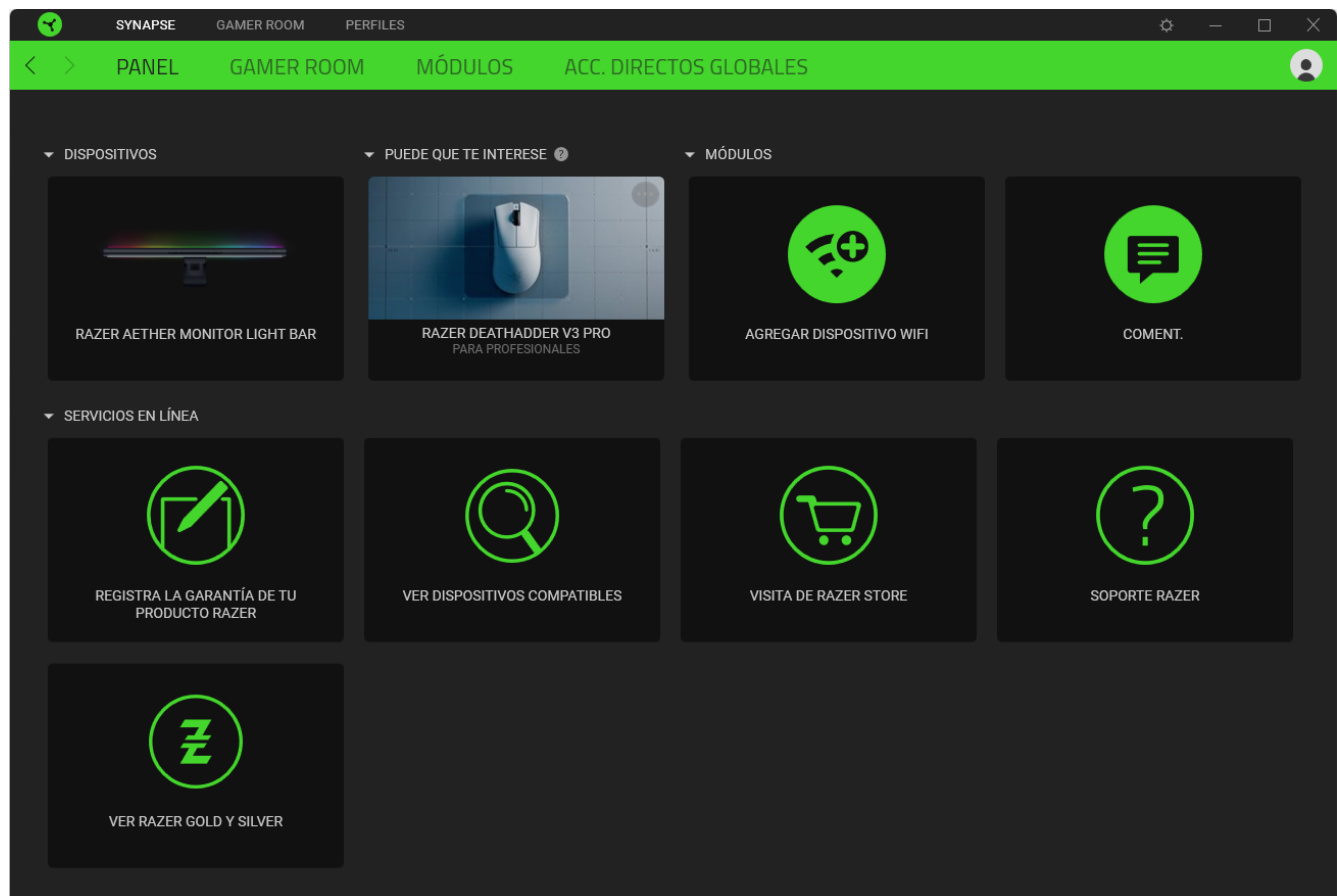 SYNAPSE
GAMER ROOM
PERFILES
PANEL
GAMER ROOM
MÓDULOS
ACC. DIRECTOS GLOBALES
DISPOSITIVOS
PUEDE QUE TE INTERESE ?
MÓDULOS
RAZER AETHER MONITOR LIGHT BAR
RAZER DEATHADDER V3 PRO
PARA PROFESIONALES
AGREGAR DISPOSITIVO WIFI
COMENT.
SERVICIOS EN LÍNEA
REGISTRA LA GARANTÍA DE TU
PRODUCTO RAZER
VER DISPOSITIVOS COMPATIBLES
VISITA DE RAZER STORE
SOPORTE RAZER
VER RAZER GOLD Y SILVER